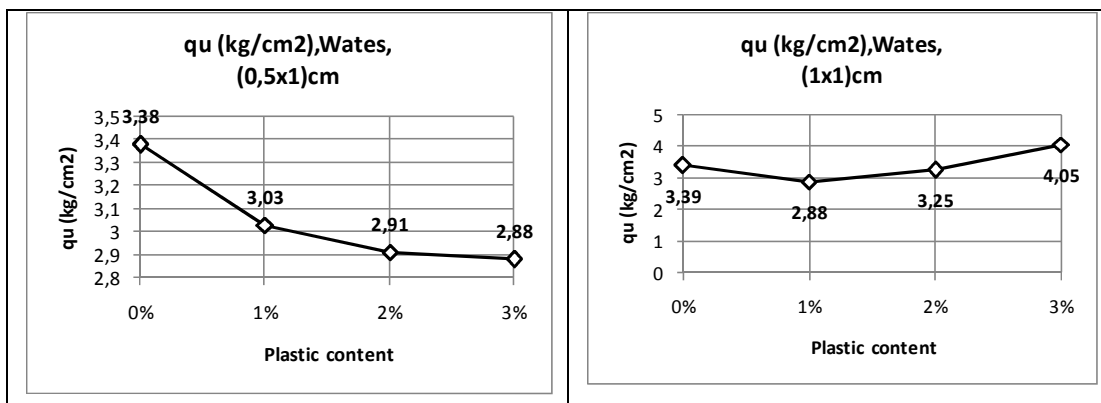 qu (kg/cm2),Wates,
(0,5x1)cm
qu (kg/cm2)
3,5
3,4
3,3
3,2
3,1
3
2,9
2,8
3,38
3,03
2,91
2,88
0% 1% 2% 3%
Plastic content
qu (kg/cm2),Wates,
(1x1)cm
qu (kg/cm2)
5
4
3
2
1
0
3,39
2,88
3,25
4,05
0% 1% 2% 3%
Plastic content